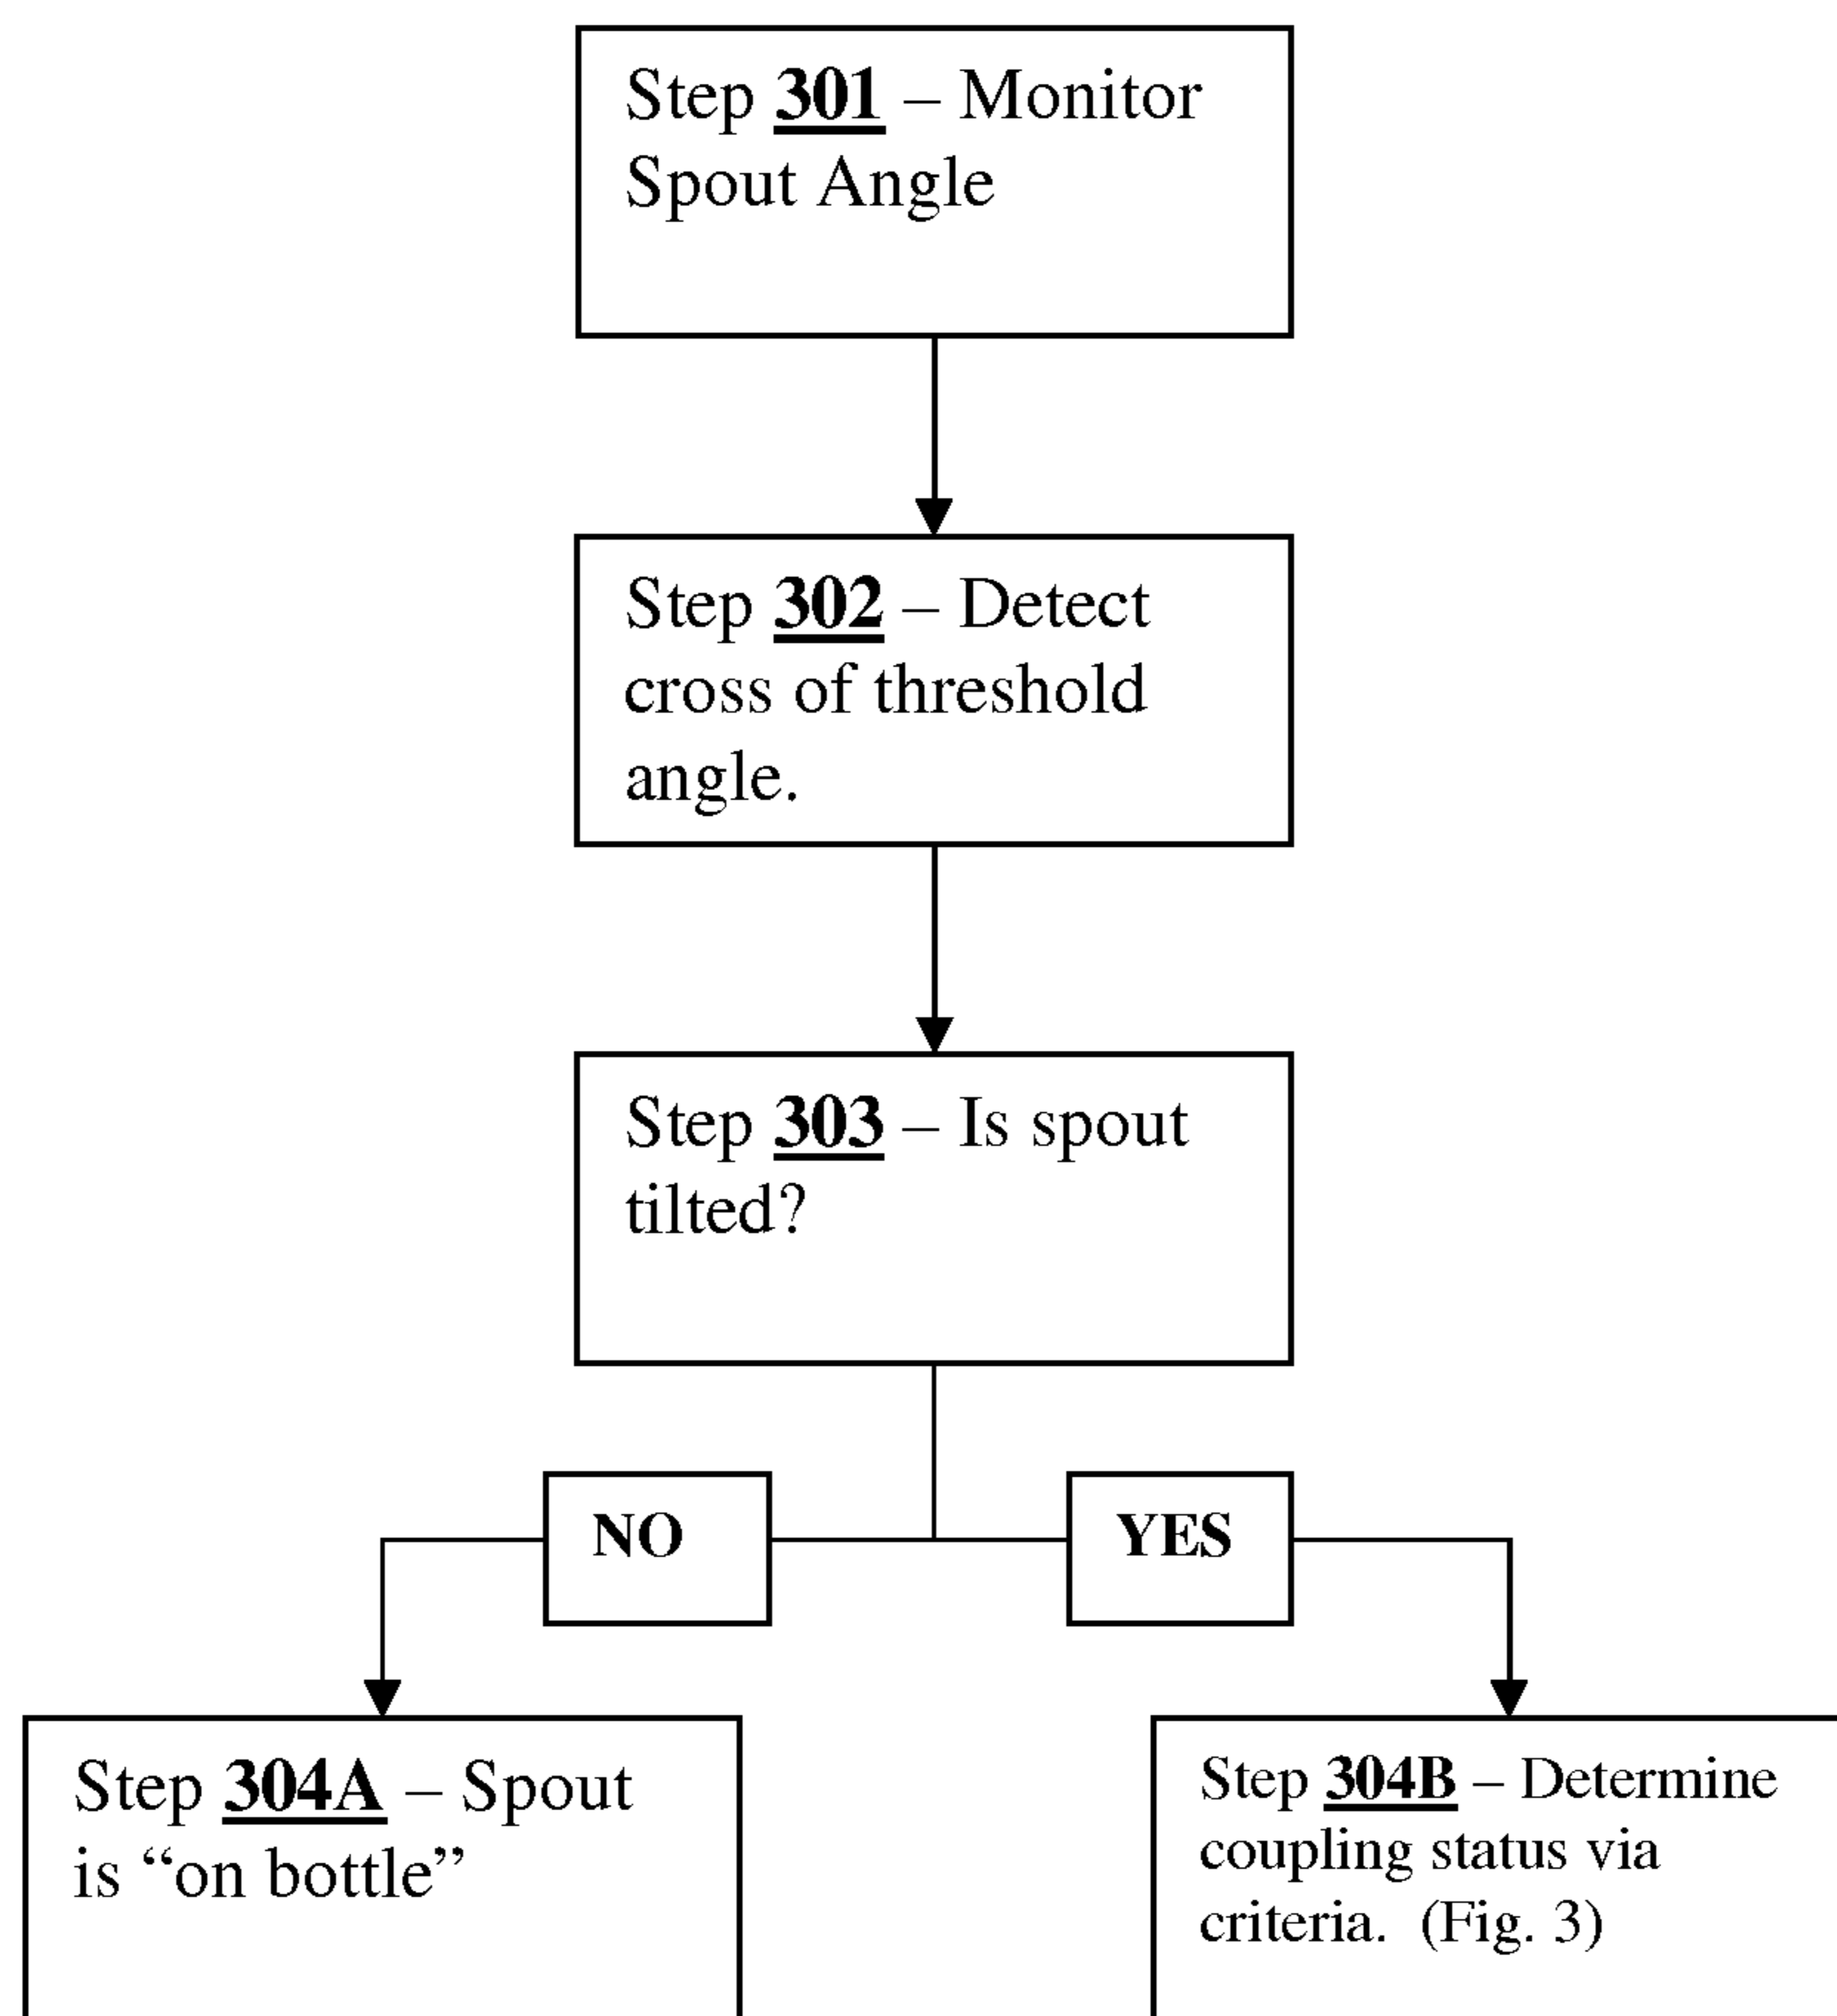 Step 301 – Monitor
Spout Angle
Step 302 – Detect
cross of threshold
angle.
Step 303 – Is spout
tilted?
NO
YES
Step 304A – Spout
is “on bottle”
Step 304B – Determine
coupling status via
criteria.  (Fig. 3)